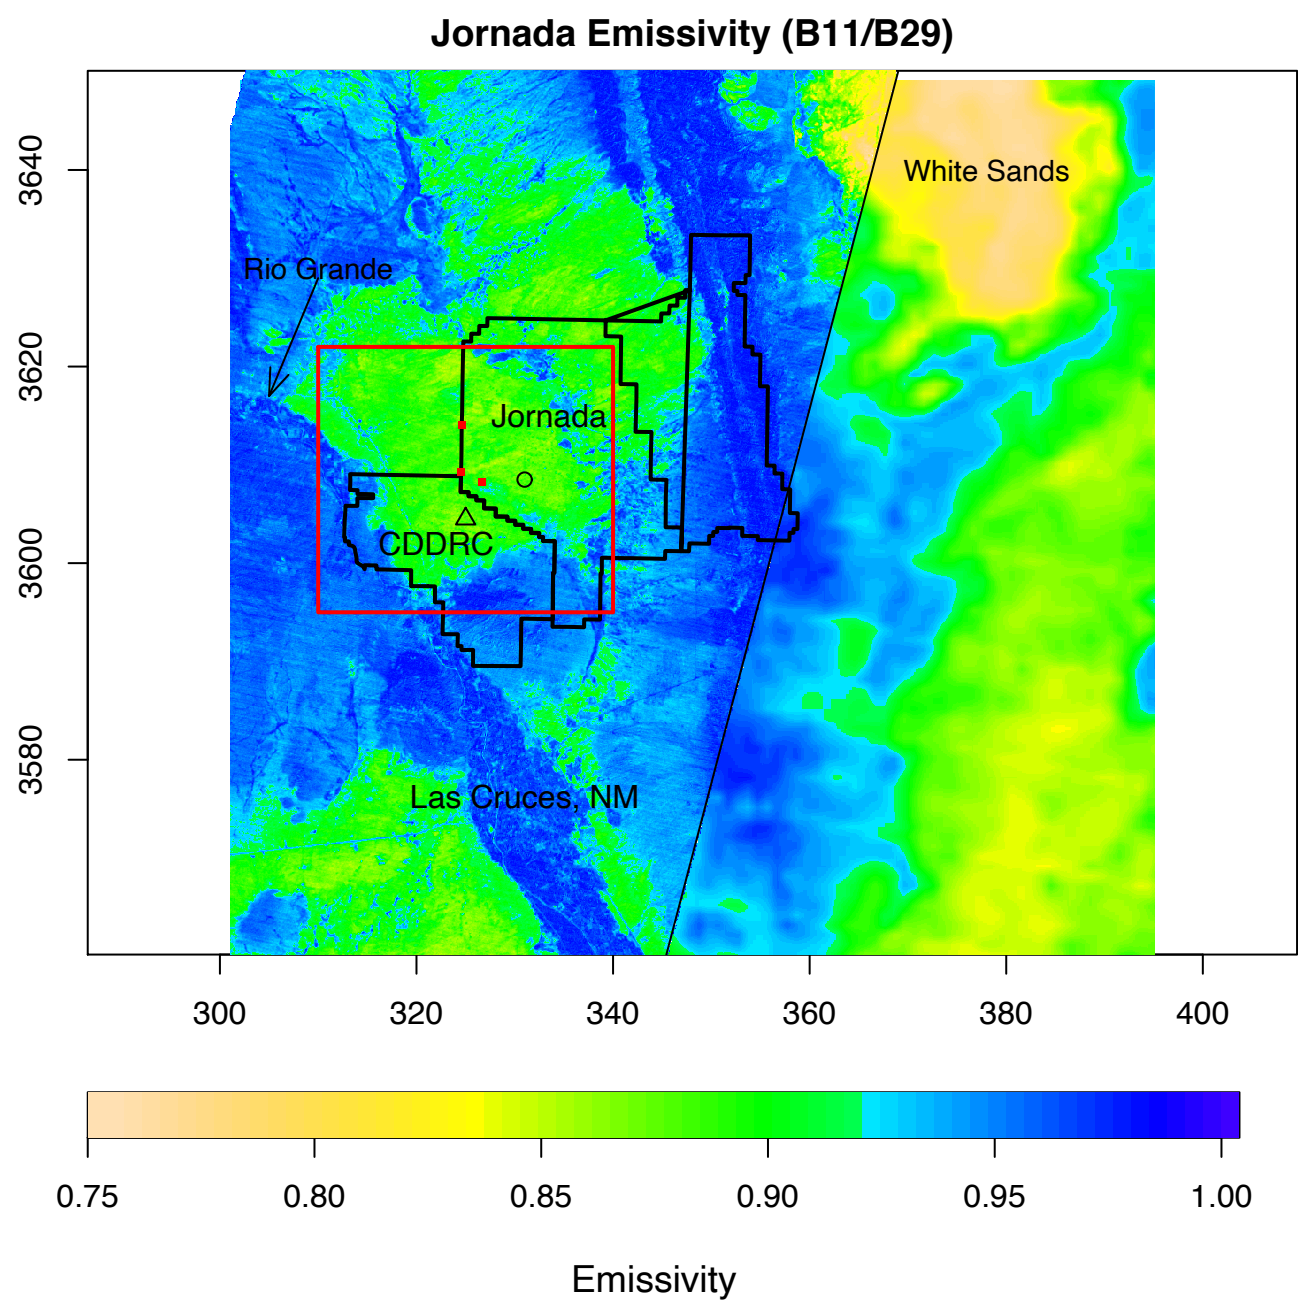 Jornada Emissivity (B11/B29)
3640
White Sands
Rio Grande
3620
Jornada
3600
CDDRC
3580
Las Cruces, NM
300 320 340 360 380 400
0.75 0.80 0.85 0.90 0.95 1.00
Emissivity